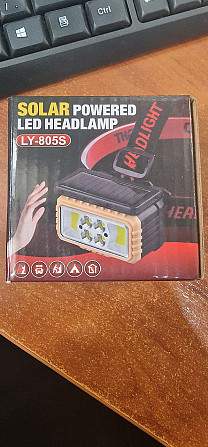 SOLAR POWERED
LED HEADLAMP
LY-805S
HEADLIGHT